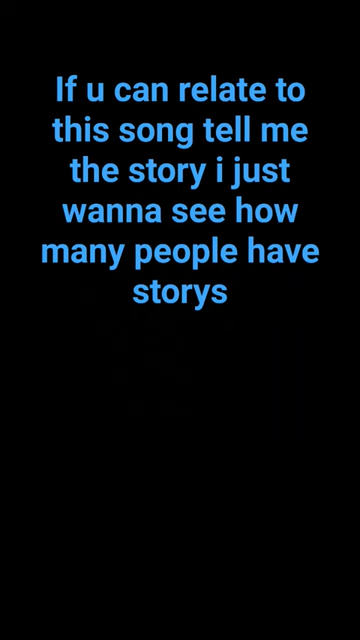 If u can relate to
this song tell me
the story i just
wanna see how
many people have
storys